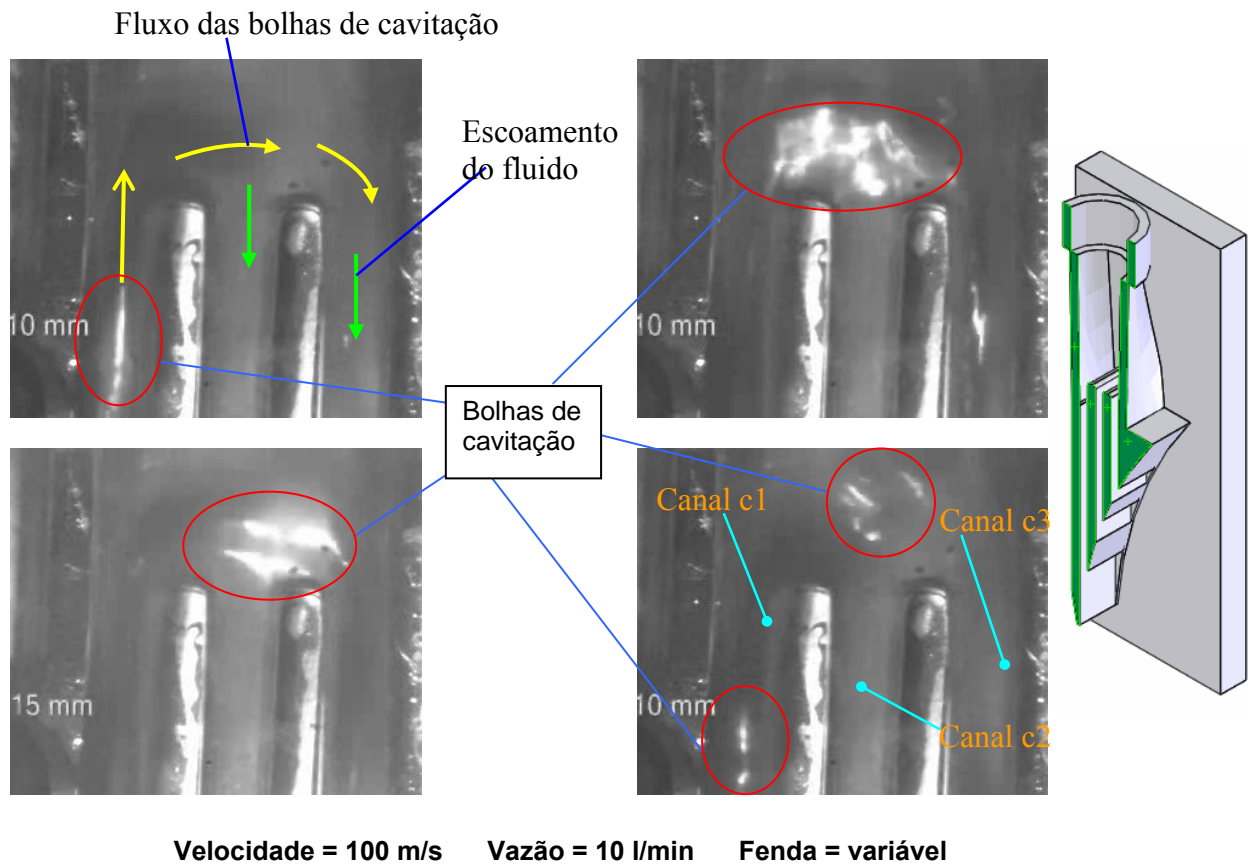 Fluxo das bolhas de cavitação
Escoamento
do fluido
10 mm
10 mm
Bolhas de
cavitação
Canal c1
Canal c3
15 mm
10 mm
Canal c2
Velocidade = 100 m/s Vazão = 10 l/min Fenda = variável